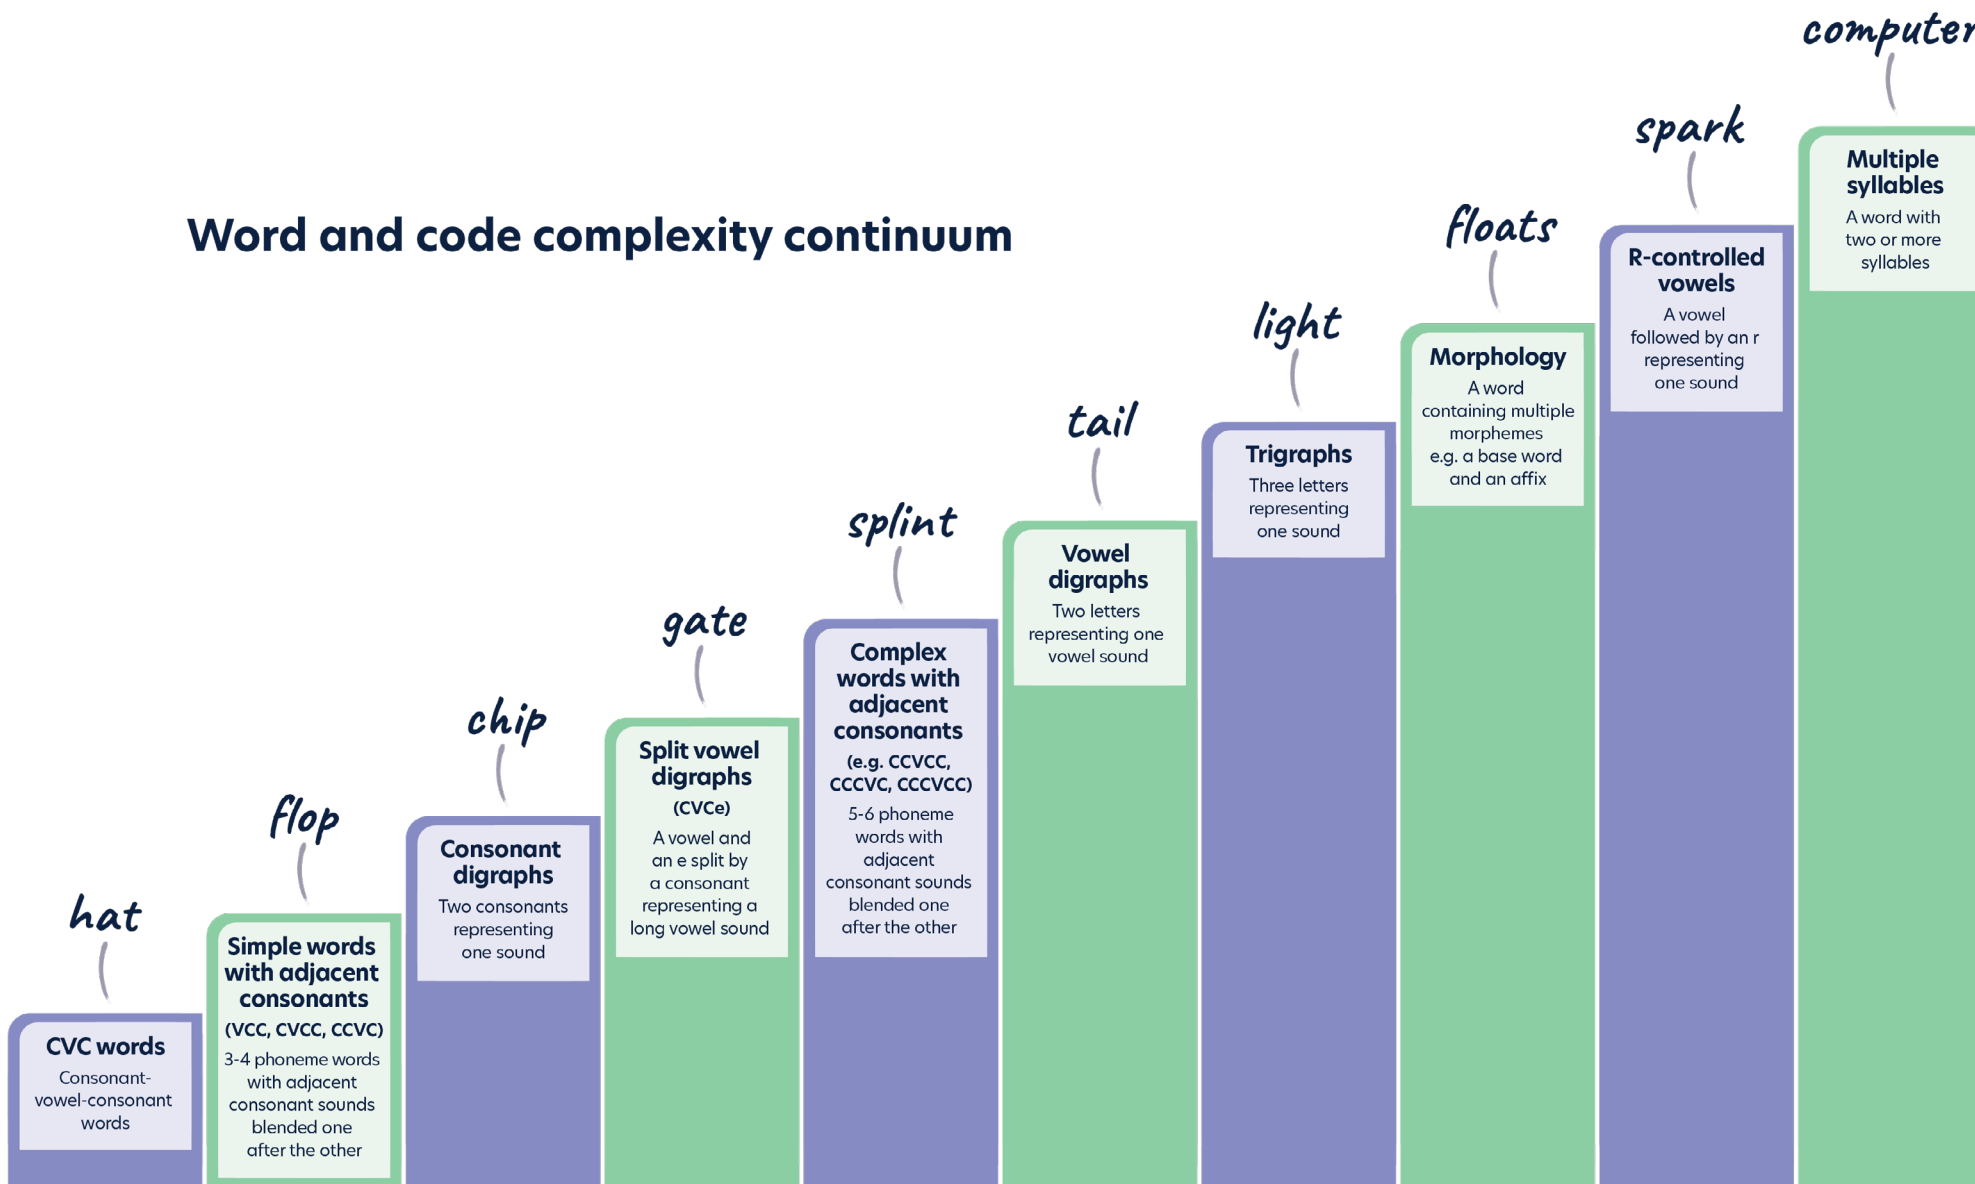 Word and code complexity continuum
hat
CVC words
Consonant-
vowel-consonant
words
flop
Simple words
with adjacent
consonants
(VCC, CVCC, CCVC)
3-4 phoneme words
with adjacent
consonant sounds
blended one
after the other
chip
Consonant
digraphs
Two consonants
representing
one sound
gate
Split vowel
digraphs
(CVCe)
A vowel and
an e split by
a consonant
representing a
long vowel sound
splint
Complex
words with
adjacent
consonants
(e.g. CCVCC,
CCCVC, CCCVCC)
5-6 phoneme
words with
adjacent
consonant sounds
blended one
after the other
tail
Vowel
digraphs
Two letters
representing one
vowel sound
light
Trigraphs
Three letters
representing
one sound
floats
Morphology
A word
containing multiple
morphemes
e.g. a base word
and an affix
spark
R-controlled
vowels
A vowel
followed by an r
representing
one sound
computer
Multiple
syllables
A word with
two or more
syllables